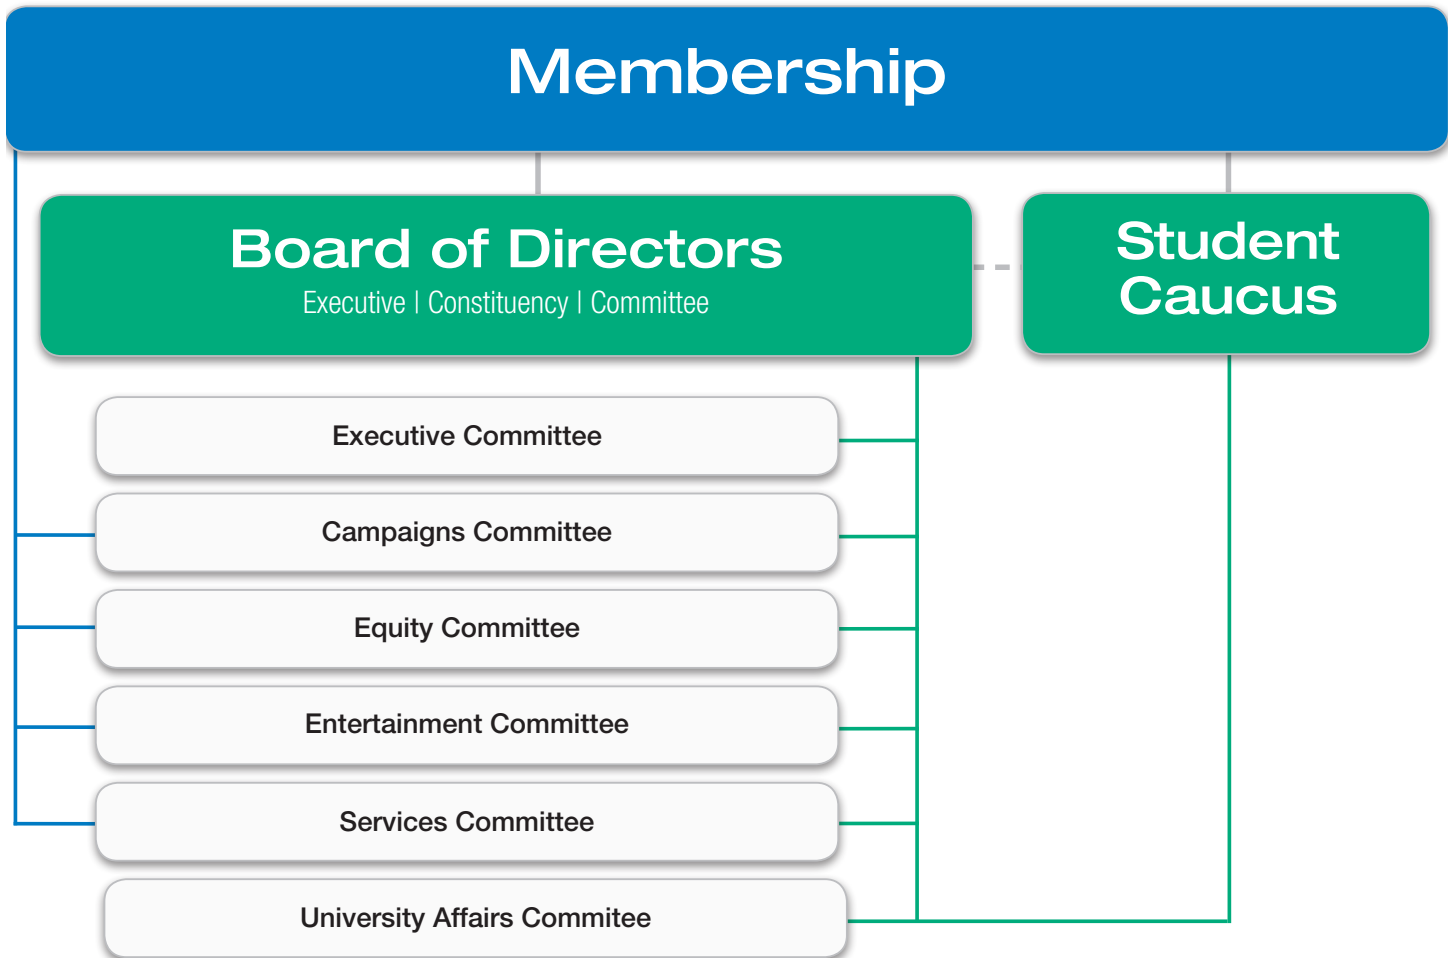 Membership
Board of Directors
Executive | Constituency | Committee
Student
Caucus
Executive Committee
Campaigns Committee
Equity Committee
Entertainment Committee
Services Committee
University Affairs Commitee